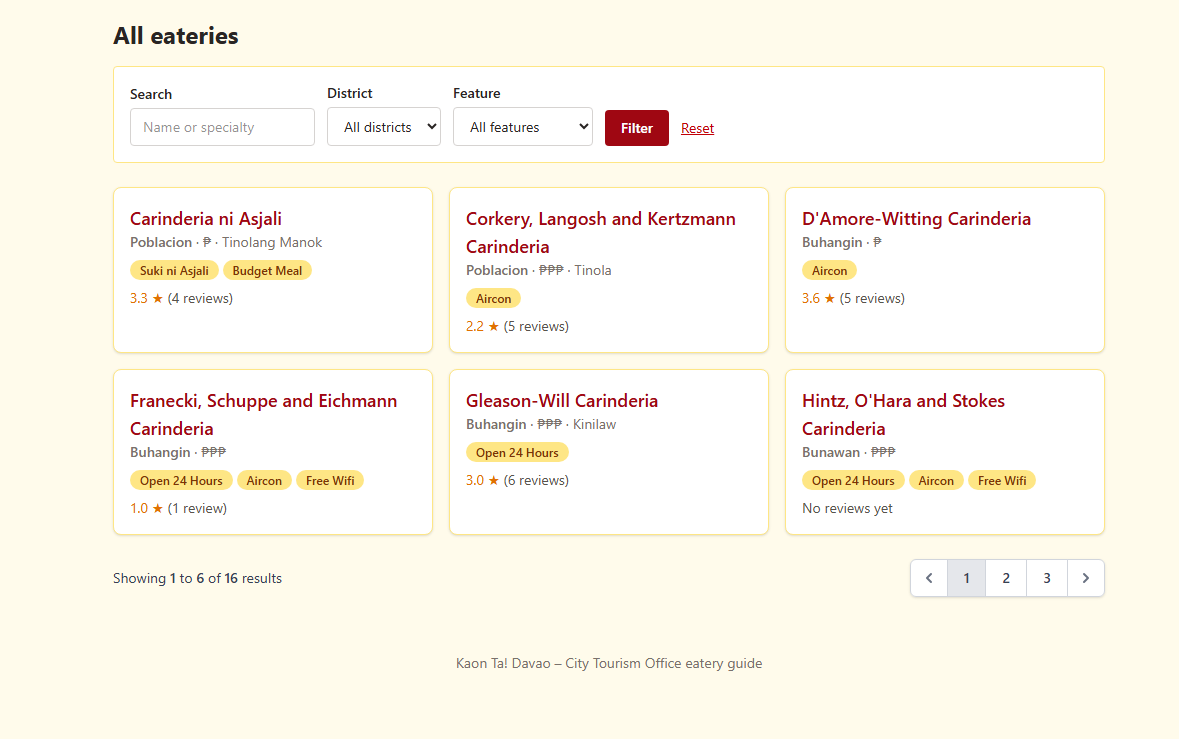 All eateries
Search
District
Feature
Name or specialty
All districts
All features
Filter
Reset
Carinderia ni Asjali
Poblacion · ₱ · Tinolang Manok
Suki ni Asjali
Budget Meal
3.3 ★ (4 reviews)
Corkery, Langosh and Kertzmann
Carinderia
Poblacion · ₱₱₱ · Tinola
Aircon
2.2 ★ (5 reviews)
D'Amore-Witting Carinderia
Buhangin · ₱
Aircon
3.6 ★ (5 reviews)
Franecki, Schuppe and Eichmann
Carinderia
Buhangin · ₱₱₱
Open 24 Hours
Aircon
Free Wifi
1.0 ★ (1 review)
Gleason-Will Carinderia
Buhangin · ₱₱₱ · Kinilaw
Open 24 Hours
3.0 ★ (6 reviews)
Hintz, O'Hara and Stokes
Carinderia
Bunawan · ₱₱₱
Open 24 Hours
Aircon
Free Wifi
No reviews yet
Showing 1 to 6 of 16 results
1
2
3
Kaon Ta! Davao – City Tourism Office eatery guide